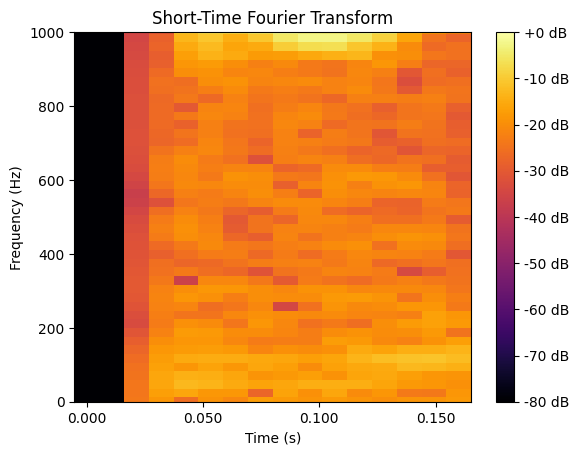 Short-Time Fourier Transform
1000
800
600
400
200
0
Frequency (Hz)
0.000
0.050
0.100
0.150
Time (s)
+0 dB
-10 dB
-20 dB
-30 dB
-40 dB
-50 dB
-60 dB
-70 dB
-80 dB